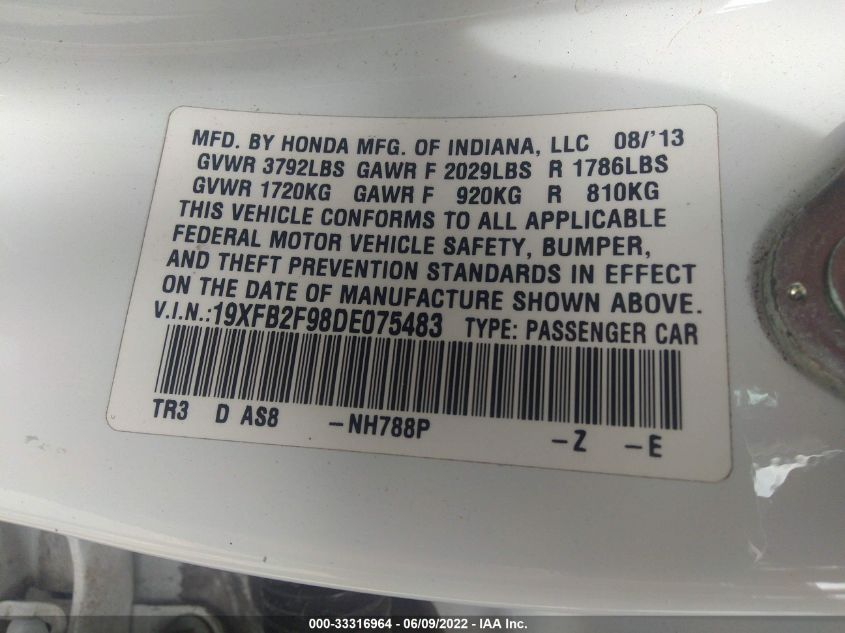 MFD. BY HONDA MFG. OF INDIANA, LLC 08/'13
GVWR 3792LBS GAWR F 2029LBS R 1786LBS
GVWR 1720KG GAWR F 920KG R 810KG
THIS VEHICLE CONFORMS TO ALL APPLICABLE
FEDERAL MOTOR VEHICLE SAFETY, BUMPER,
AND THEFT PREVENTION STANDARDS IN EFFECT
ON THE DATE OF MANUFACTURE SHOWN ABOVE.
V.I.N.:19XFB2F98DE075483 TYPE: PASSENGER CAR
TR3 D AS8 -NH788P -Z -E
000-33316964 - 06/09/2022 - IAA Inc.